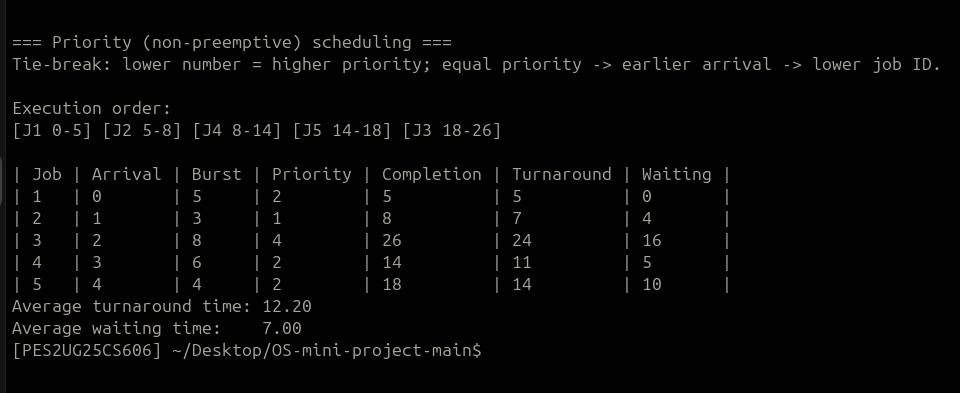 === Priority (non-preemptive) scheduling ===
Tie-break: lower number = higher priority; equal priority -> earlier arrival -> lower job ID.
Execution order:
[J1 0-5] [J2 5-8] [J4 8-14] [J5 14-18] [J3 18-26]
| Job | Arrival | Burst | Priority | Completion | Turnaround | Waiting |
| 1   | 0       | 5     | 2        | 5          | 5          | 0       |
| 2   | 1       | 3     | 1        | 8          | 7          | 4       |
| 3   | 2       | 8     | 4        | 26         | 24         | 16      |
| 4   | 3       | 6     | 2        | 14         | 11         | 5       |
| 5   | 4       | 4     | 2        | 18         | 14         | 10      |
Average turnaround time: 12.20
Average waiting time:    7.00
[PES2UG25CS606] ~/Desktop/OS-mini-project-main$